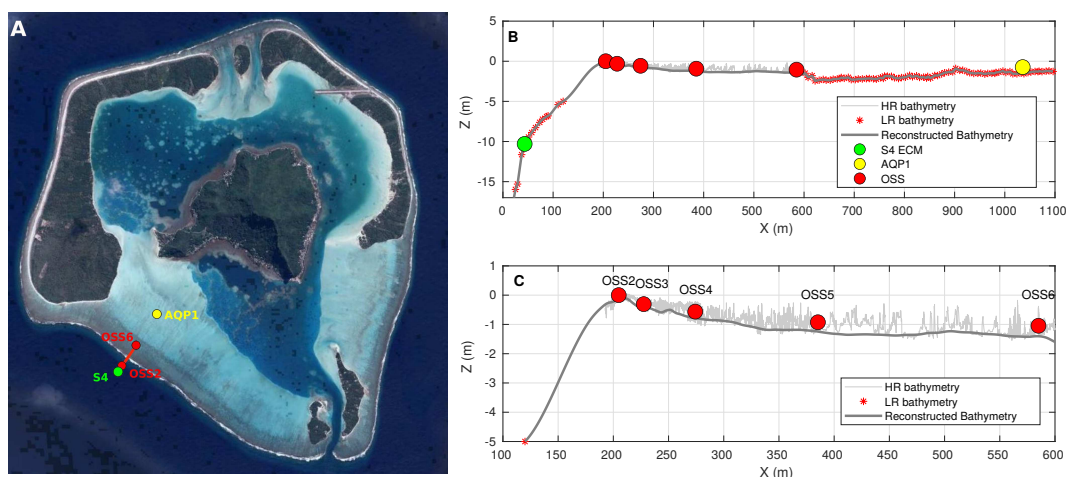 A
AQP1
OSS6
OSS2
S4
B
5
0
-5
-10
-15
Z (m)
HR bathymetry
LR bathymetry
Reconstructed Bathymetry
S4 ECM
AQP1
OSS
0 100 200 300 400 500 600 700 800 900 1000 1100
X (m)
C
1
0
-1
-2
-3
-4
-5
Z (m)
OSS2 OSS3 OSS4 OSS5 OSS6
HR bathymetry
LR bathymetry
Reconstructed Bathymetry
100 150 200 250 300 350 400 450 500 550 600
X (m)